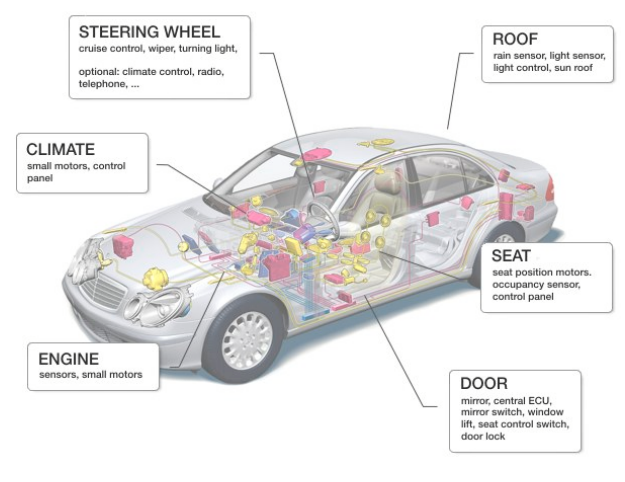 STEERING WHEEL
cruise control, wiper, turning light,
optional: climate control, radio,
telephone, ...
ROOF
rain sensor, light sensor,
light control, sun roof
CLIMATE
small motors, control
panel
SEAT
seat position motors.
occupancy sensor,
control panel
ENGINE
sensors, small motors
DOOR
mirror, central ECU,
mirror switch, window
lift, seat control switch,
door lock